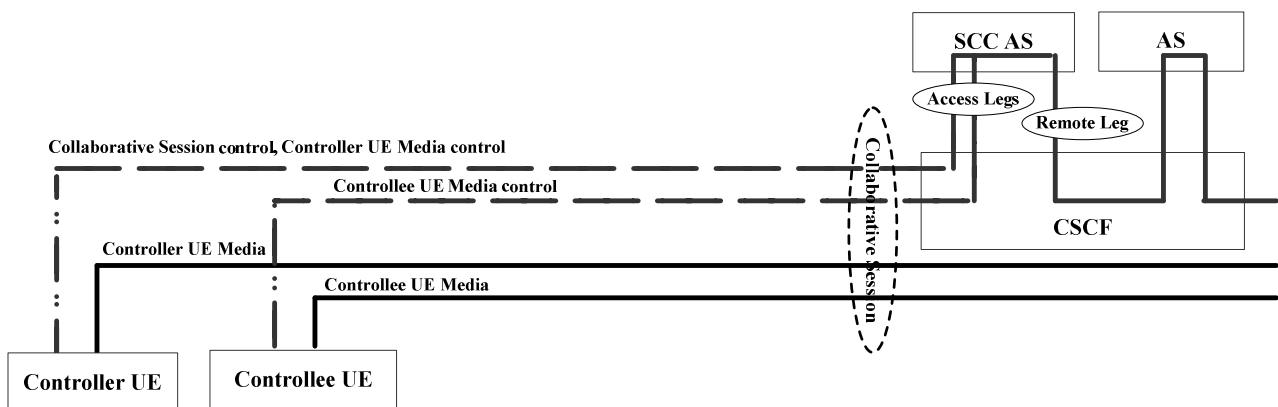 SCC AS
AS
Access Legs
Remote Leg
Collaborative Session control, Controller UE Media control
Controllee UE Media control
Collaborative Session
CSCF
Controller UE Media
Controllee UE Media
Controller UE
Controllee UE